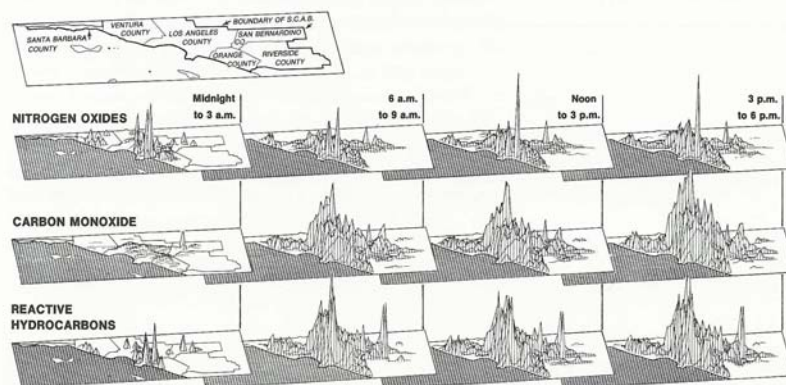 BOUNDARY OF S.C.A.B.
VENTURA
COUNTY
LOS ANGELES
COUNTY
SAN BERNARDINO
CO.
SANTA BARBARA
COUNTY
ORANGE
COUNTY
RIVERSIDE
COUNTY
Midnight
to 3 a.m.
6 a.m.
to 9 a.m.
Noon
to 3 p.m.
3 p.m.
to 6 p.m.
NITROGEN OXIDES
CARBON MONOXIDE
REACTIVE
HYDROCARBONS